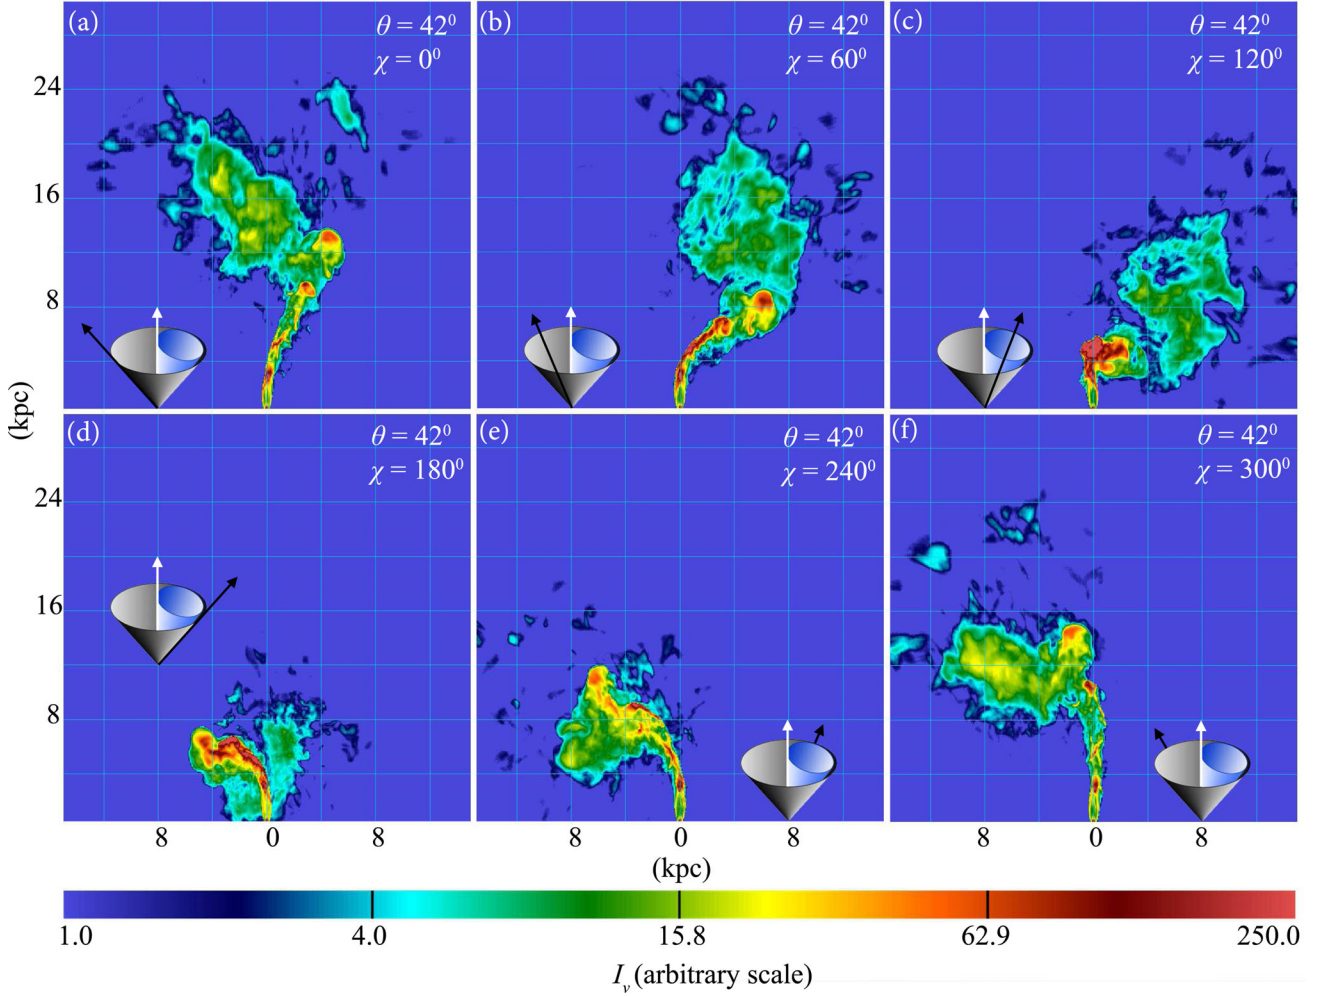 (a) θ = 42⁰
χ = 0⁰
(b) θ = 42⁰
χ = 60⁰
(c) θ = 42⁰
χ = 120⁰
24
16
8
(kpc)
(d) θ = 42⁰
χ = 180⁰
(e) θ = 42⁰
χ = 240⁰
(f) θ = 42⁰
χ = 300⁰
24
16
8
8 0 8 8 0 8 8 0 8
(kpc)
1.0 4.0 15.8 62.9 250.0
Iν (arbitrary scale)